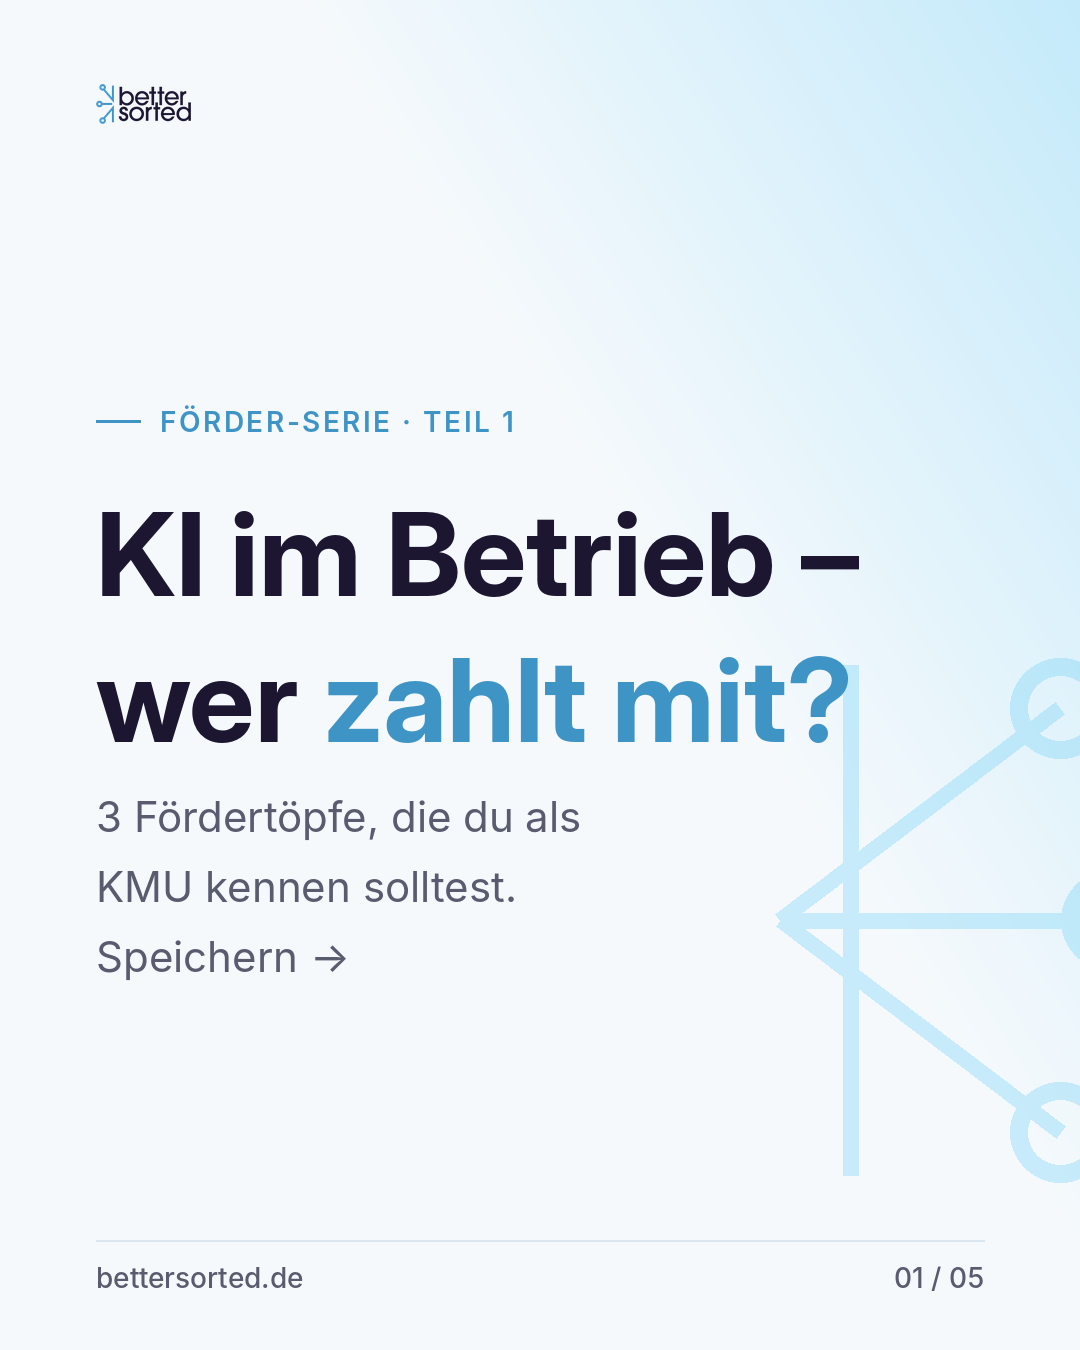 better
sorted
FÖRDER-SERIE · TEIL 1
KI im Betrieb –
wer zahlt mit?
3 Fördertöpfe, die du als
KMU kennen solltest.
Speichern →
bettersorted.de
01 / 05